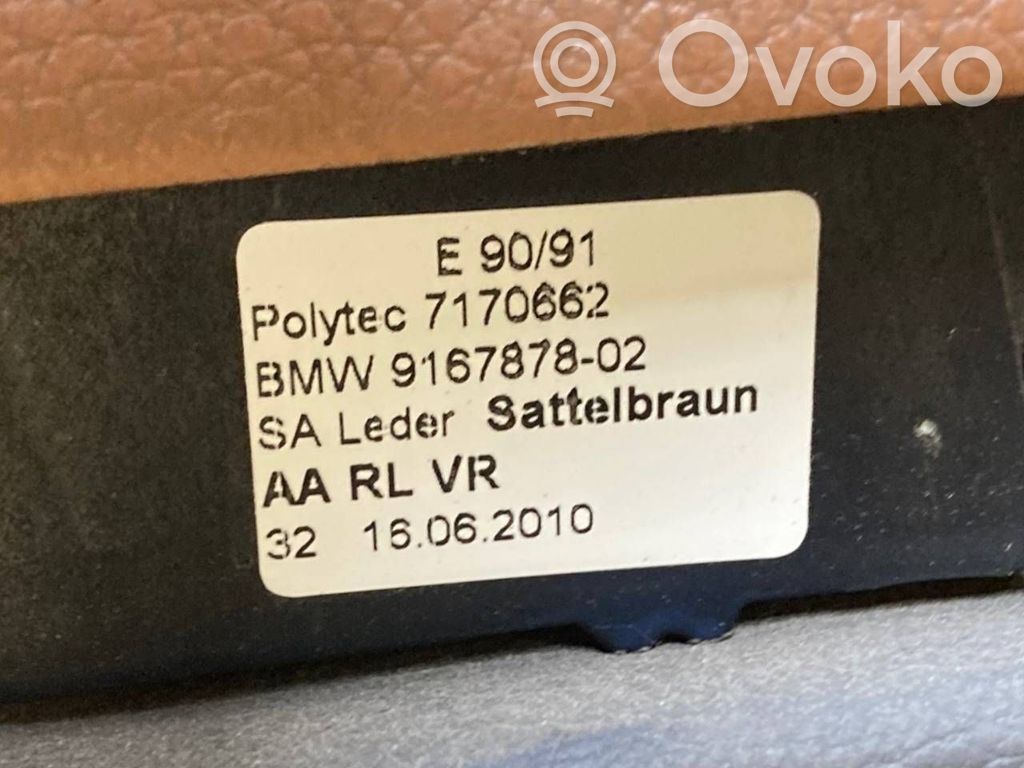 Ovoko
E 90/91
Polytec 7170662
BMW 9167878-02
SA Leder Sattelbraun
AA RL VR
32 16.06.2010